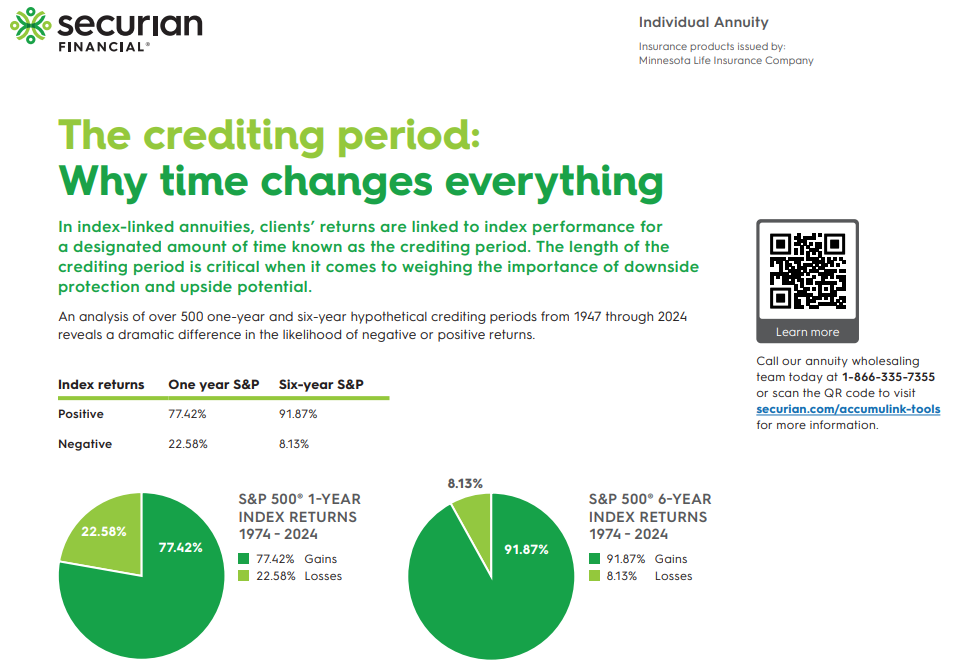 securian
FINANCIAL®
Individual Annuity
Insurance products issued by:
Minnesota Life Insurance Company
The crediting period:
Why time changes everything
In index-linked annuities, clients’ returns are linked to index performance for
a designated amount of time known as the crediting period. The length of the
crediting period is critical when it comes to weighing the importance of downside
protection and upside potential.
An analysis of over 500 one-year and six-year hypothetical crediting periods from 1947 through 2024
reveals a dramatic difference in the likelihood of negative or positive returns.
Learn more
Call our annuity wholesaling
team today at 1-866-335-7355
or scan the QR code to visit
securian.com/accumulink-tools
for more information.
Index returns One year S&P Six-year S&P
Positive 77.42% 91.87%
Negative 22.58% 8.13%
22.58%
77.42%
S&P 500® 1-YEAR
INDEX RETURNS
1974 - 2024
77.42% Gains
22.58% Losses
8.13%
91.87%
S&P 500® 6-YEAR
INDEX RETURNS
1974 - 2024
91.87% Gains
8.13% Losses